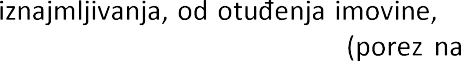 iznajmljivanja, od otuđenja imovine,
(porez na